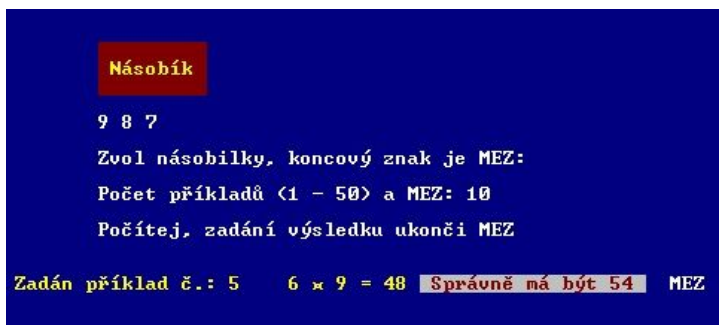 Násobík
9 8 7
Zvol násobilky, koncový znak je MEZ:
Počet příkladů (1 - 50) a MEZ: 10
Počítej, zadání výsledku ukonči MEZ
Zadán příklad č.: 5 6 x 9 = 48 Správně má být 54 MEZ